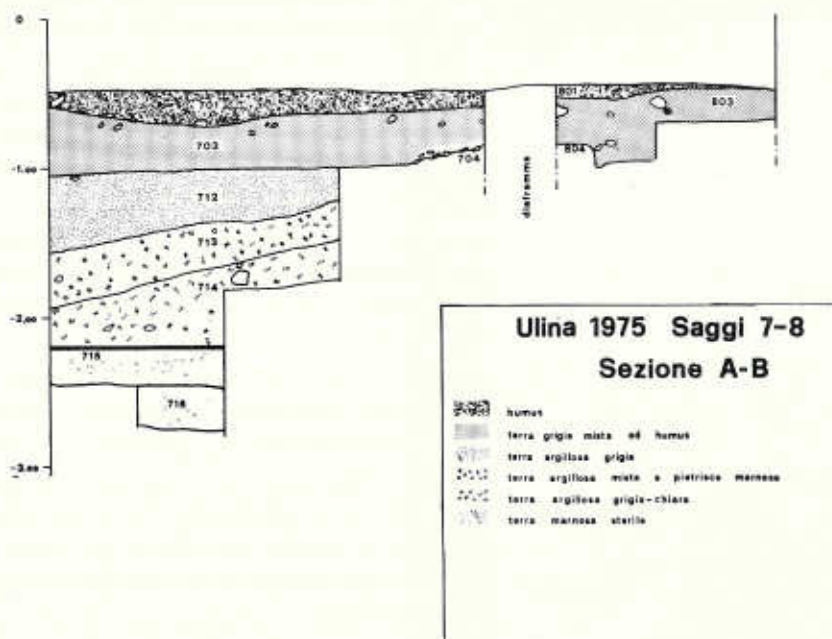 0
701
801
803
703
704
804
-1.00
diaframma
712
713
714
-2.00
715
716
-3.00
Ulina 1975 Saggi 7-8
Sezione A-B
humus
terra grigia mista ad humus
terra argillosa grigia
terra argillosa mista a pietrisco marnoso
terra argillosa grigio-chiara
terra marnosa sterile